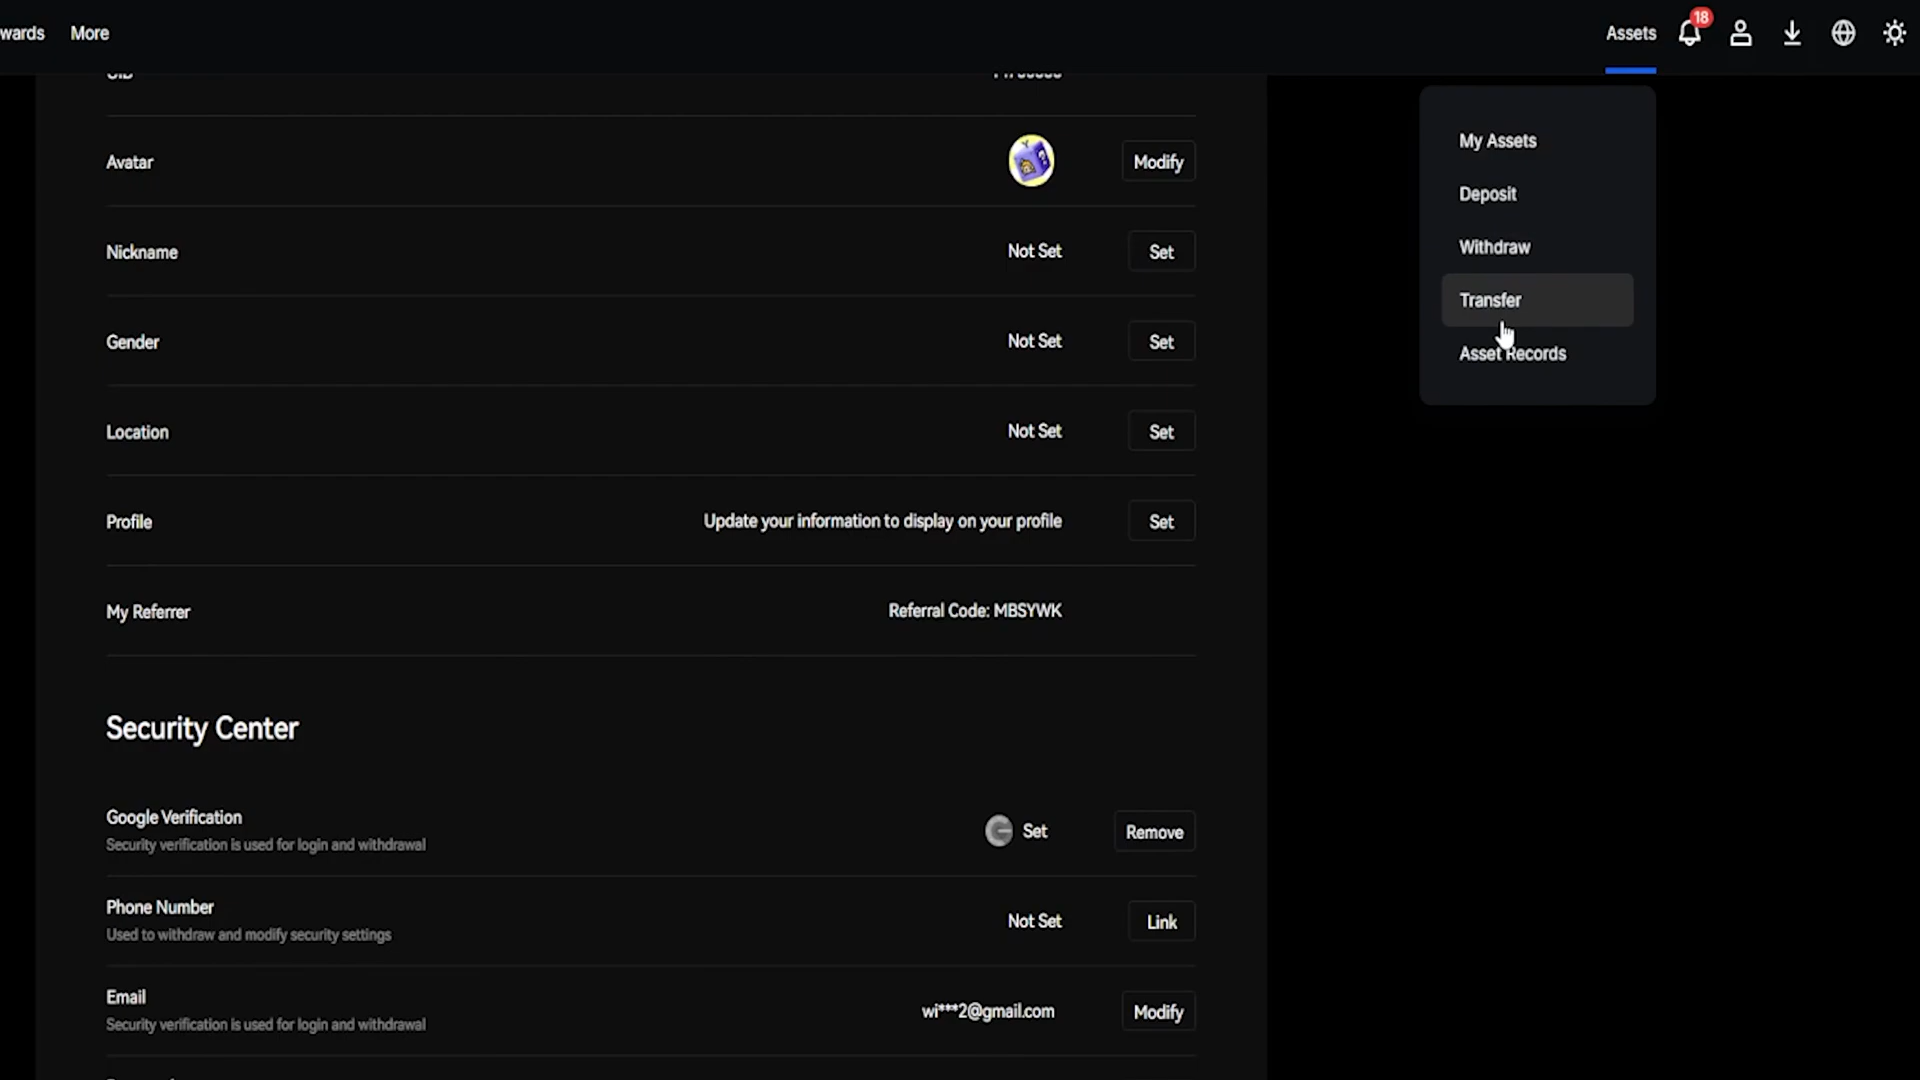 wards More Assets 18
Avatar Modify
Nickname Not Set Set
Gender Not Set Set
Location Not Set Set
Profile Update your information to display on your profile Set
My Referrer Referral Code: MBSYWK
My Assets
Deposit
Withdraw
Transfer
Asset Records
Security Center
Google Verification Set Remove
Security verification is used for login and withdrawal
Phone Number Not Set Link
Used to withdraw and modify security settings
Email wi***2@gmail.com Modify
Security verification is used for login and withdrawal